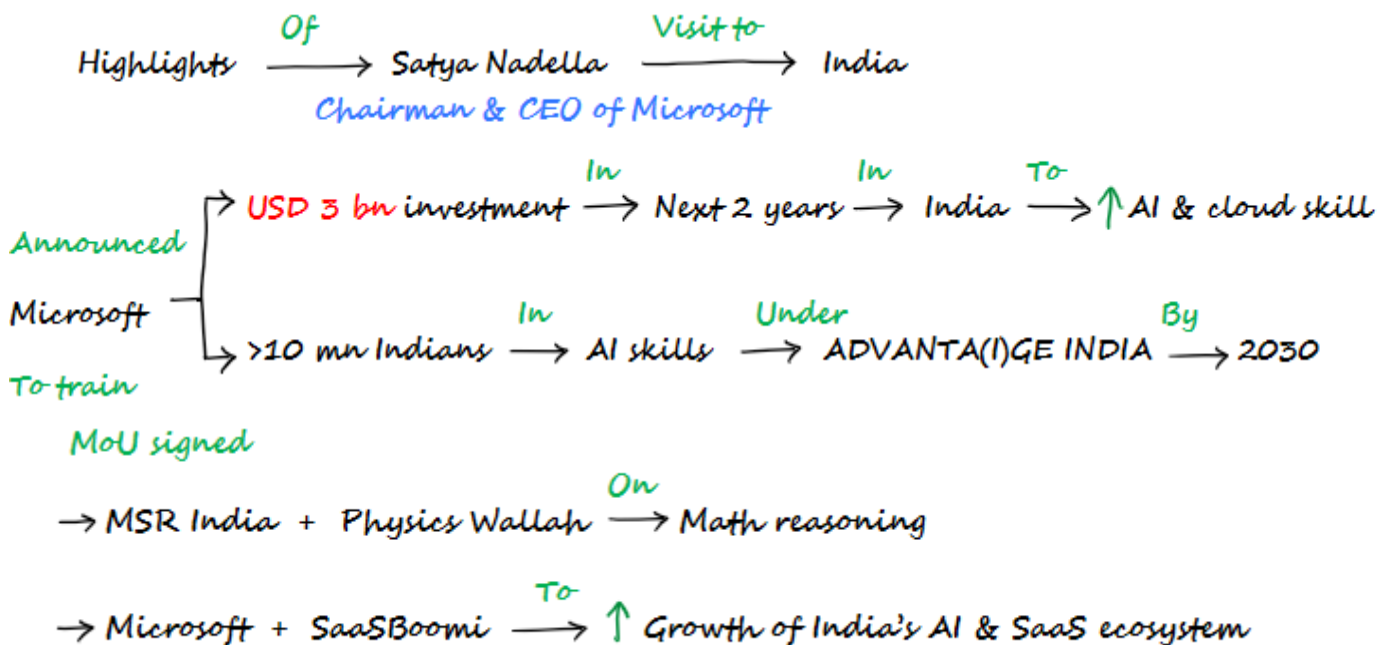 Of Visit to
Highlights → Satya Nadella → India
Chairman & CEO of Microsoft
In In To
USD 3 bn investment → Next 2 years → India → ↑ AI & cloud skill
Announced
Microsoft
In Under By
>10 mn Indians → AI skills → ADVANTA(I)GE INDIA → 2030
To train
MoU signed
On
→ MSR India + Physics Wallah → Math reasoning
To
→ Microsoft + SaaSBoomi → ↑ Growth of India's AI & SaaS ecosystem